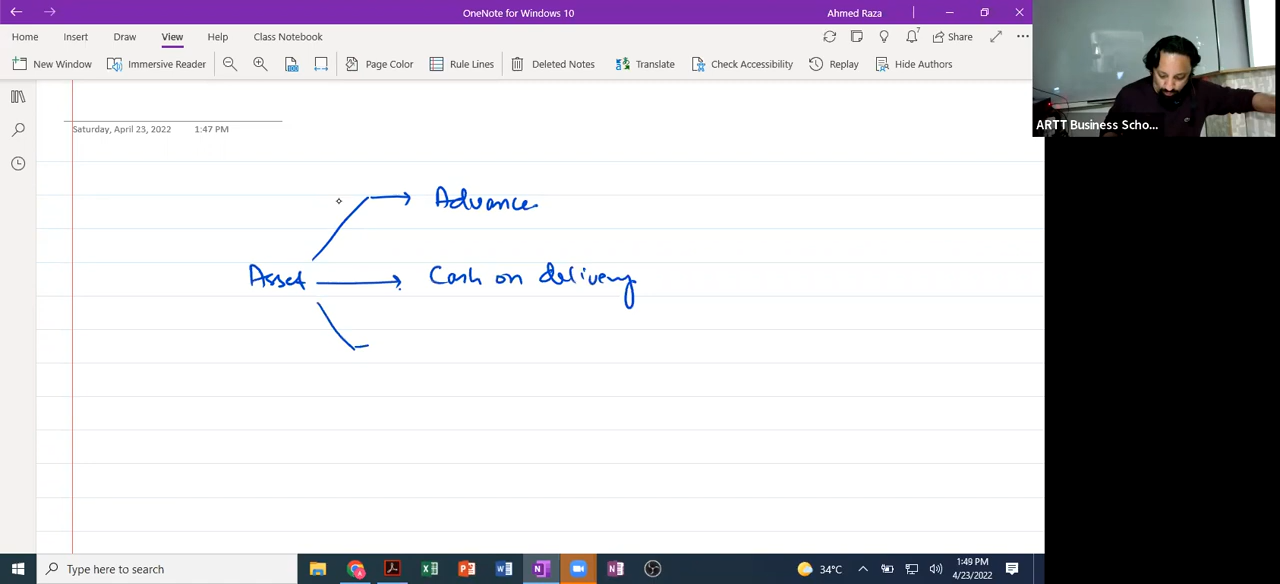 OneNote for Windows 10
Ahmed Raza
Home Insert Draw View Help Class Notebook
Share
New Window Immersive Reader Page Color Rule Lines Deleted Notes Translate Check Accessibility Replay Hide Authors
ARTT Business Scho...
Saturday, April 23, 2022 1:47 PM
Advance
Asset Cash on delivery
Type here to search
34°C
1:49 PM
4/23/2022